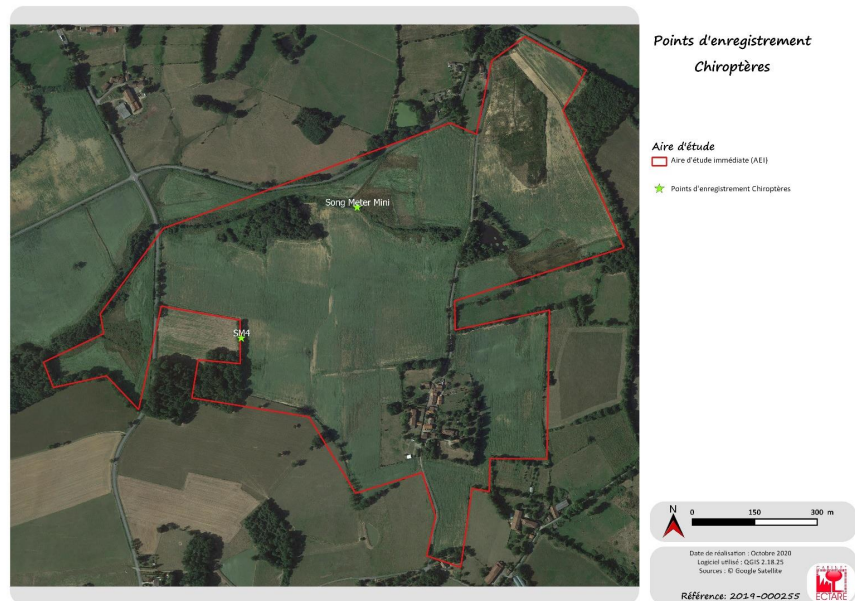 Points d'enregistrement
Chiroptères
Aire d'étude
Aire d'étude immédiate (AEI)
Points d'enregistrement Chiroptères
Song Meter Mini
SM4
N
0 150 300 m
Date de réalisation : Octobre 2020
Logiciel utilisé : QGIS 2.18.25
Sources : © Google Satellite
Référence: 2019-000255
CABINET
ECTARE